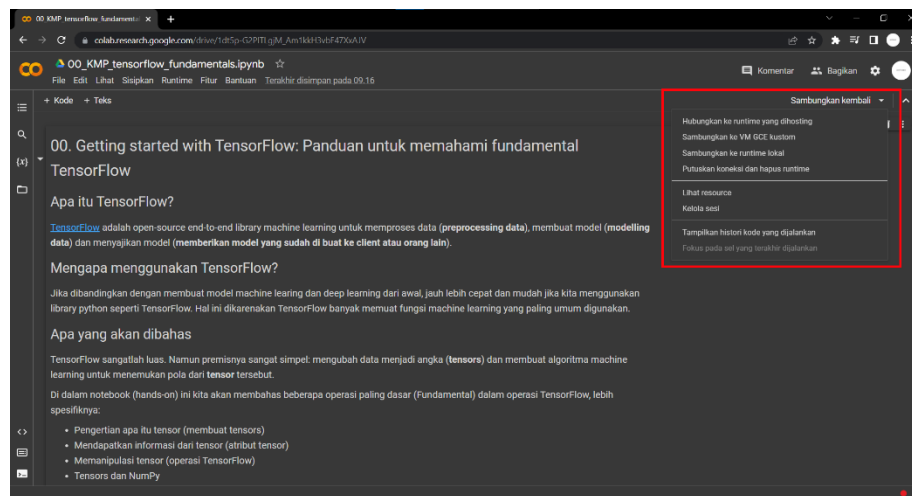 00_KMP_tensorflow_fundamenta
colab.research.google.com/drive/
00_KMP_tensorflow_fundamentals.ipynb
File Edit Lihat Sisipkan Runtime Fitur Bantuan Terakhir disimpan pada 09.16
Komentar Bagikan
+ Kode + Teks
Sambungkan kembali
Hubungkan ke runtime yang dihosting
Sambungkan ke VM GCE kustom
Sambungkan ke runtime lokal
Putuskan koneksi dan hapus runtime
Lihat resource
Kelola sesi
Tampilkan histori kode yang dijalankan
Fokus pada sel yang terakhir dijalankan
{x}
00. Getting started with TensorFlow: Panduan untuk memahami fundamental
TensorFlow
Apa itu TensorFlow?
TensorFlow adalah open-source end-to-end library machine learning untuk memproses data (preprocessing data), membuat model (modelling
data) dan menyajikan model (memberikan model yang sudah di buat ke client atau orang lain).
Mengapa menggunakan TensorFlow?
Jika dibandingkan dengan membuat model machine learing dan deep learning dari awal, jauh lebih cepat dan mudah jika kita menggunakan
library python seperti TensorFlow. Hal ini dikarenakan TensorFlow banyak memuat fungsi machine learning yang paling umum digunakan.
Apa yang akan dibahas
TensorFlow sangatlah luas. Namun premisnya sangat simpel: mengubah data menjadi angka (tensors) dan membuat algoritma machine
learning untuk menemukan pola dari tensor tersebut.
Di dalam notebook (hands-on) ini kita akan membahas beberapa operasi paling dasar (Fundamental) dalam operasi TensorFlow, lebih
spesifiknya:
• Pengertian apa itu tensor (membuat tensors)
• Mendapatkan informasi dari tensor (atribut tensor)
• Memanipulasi tensor (operasi TensorFlow)
• Tensors dan NumPy